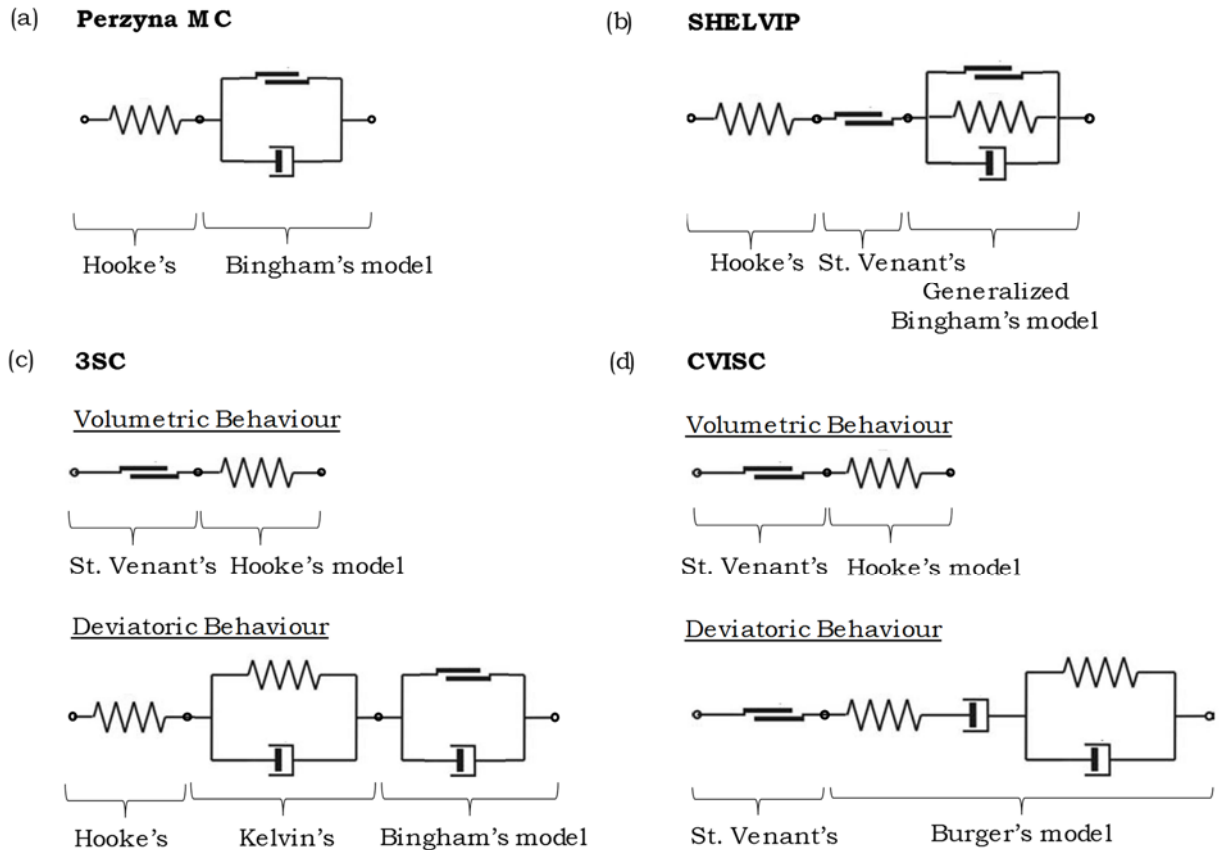 (a) Perzyna MC
Hooke's Bingham's model
(b) SHELVIP
Hooke's St. Venant's
Generalized
Bingham's model
(c) 3SC
Volumetric Behaviour
St. Venant's Hooke's model
Deviatoric Behaviour
Hooke's Kelvin's Bingham's model
(d) CVISC
Volumetric Behaviour
St. Venant's Hooke's model
Deviatoric Behaviour
St. Venant's Burger's model